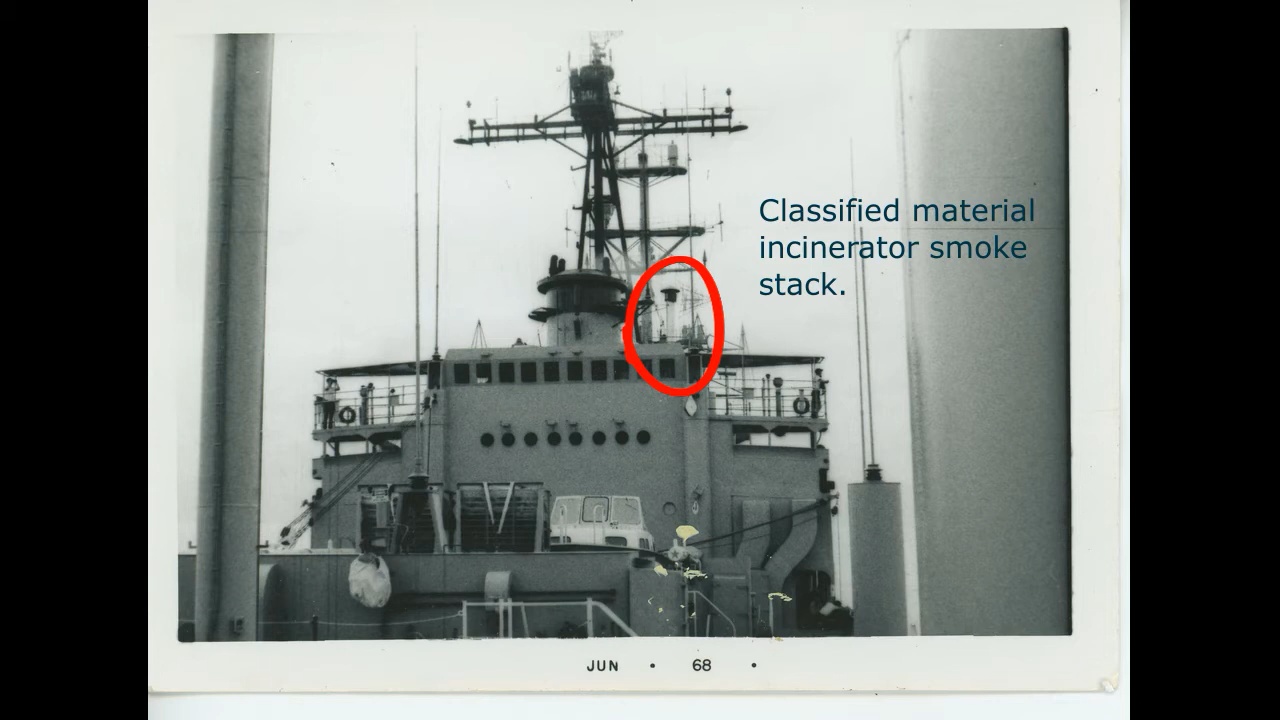 Classified material
incinerator smoke
stack.
JUN • 68 •